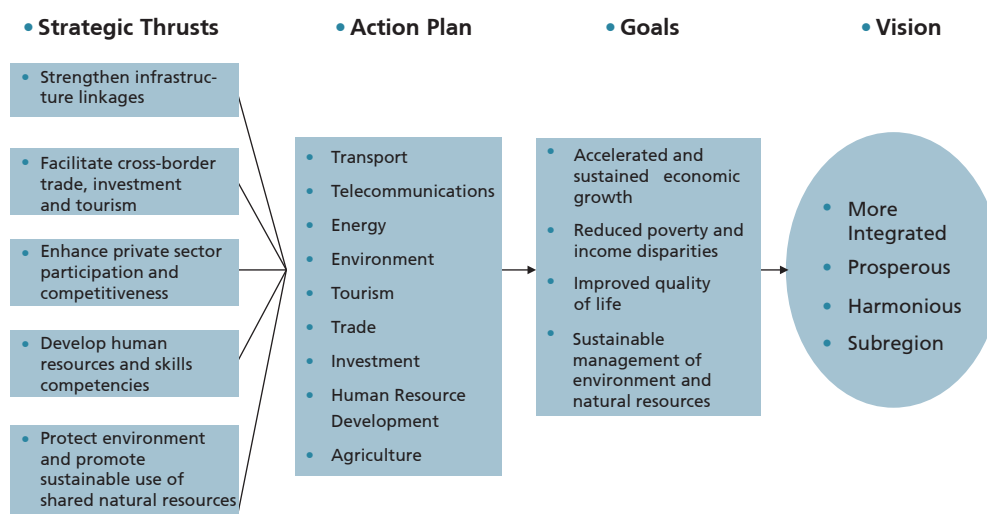 • Strategic Thrusts
• Strengthen infrastruc-
ture linkages
• Facilitate cross-border
trade, investment
and tourism
• Enhance private sector
participation and
competitiveness
• Develop human
resources and skills
competencies
• Protect environment
and promote
sustainable use of
shared natural resources
• Action Plan
• Transport
• Telecommunications
• Energy
• Environment
• Tourism
• Trade
• Investment
• Human Resource
Development
• Agriculture
• Goals
• Accelerated and
sustained economic
growth
• Reduced poverty and
income disparities
• Improved quality
of life
• Sustainable
management of
environment and
natural resources
• Vision
• More
Integrated
• Prosperous
• Harmonious
• Subregion